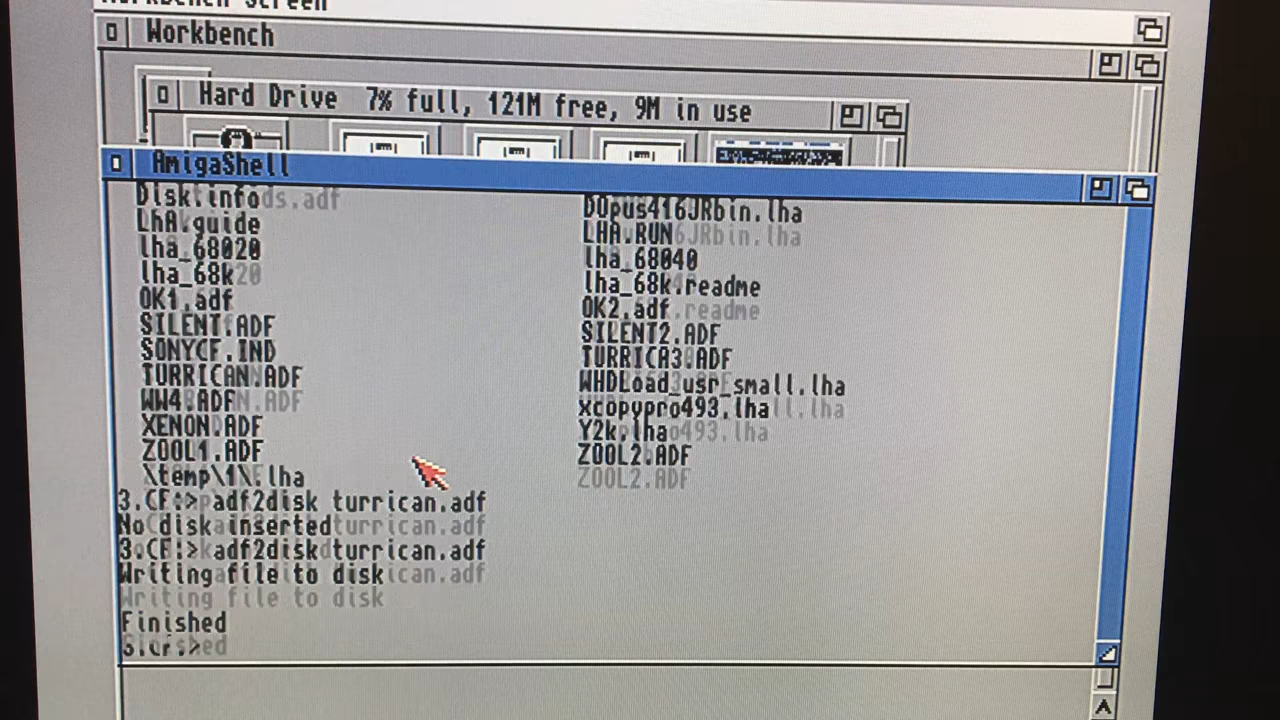 Workbench Screen
Workbench
Hard Drive 7% full, 121M free, 9M in use
AmigaShell
Disk.info DOpus416JRbin.lha
LhA.guide LHA.RUN
lha_68020 lha_68040
lha_68k lha_68k.readme
OK1.adf OK2.adf
SILENT.ADF SILENT2.ADF
SONYCF.IND TURRICA3.ADF
TURRICAN.ADF WHDLoad_usr_small.lha
WW4.ADF xcopypro493.lha
XENON.ADF Y2k.lha
ZOOL1.ADF ZOOL2.ADF
\temp\1\.lha
3.CF:> adf2disk turrican.adf
No disk inserted
3.CF:> adf2disk turrican.adf
Writing file to disk
Finished
3.CF:>